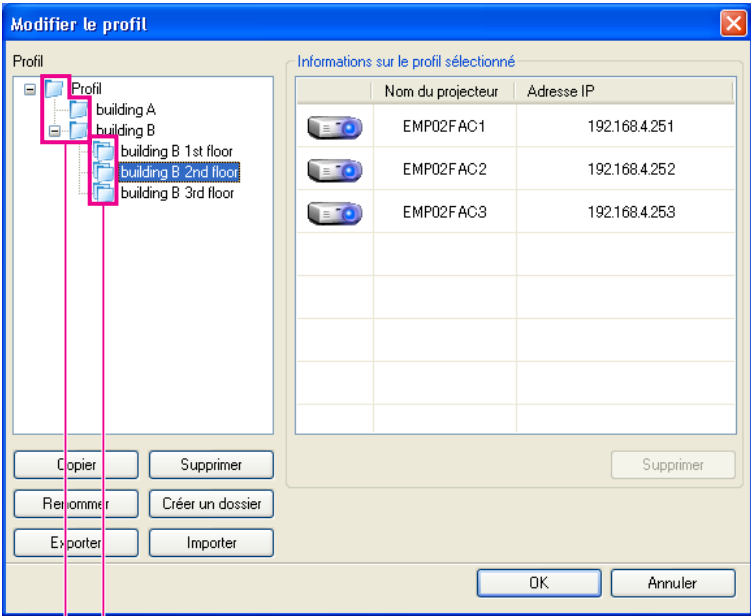 Modifier le profil
Profil
Profil
building A
building B
building B 1st floor
building B 2nd floor
building B 3rd floor
Copier Supprimer
Renommer Créer un dossier
Exporter Importer
Informations sur le profil sélectionné
Nom du projecteur Adresse IP
EMP02FAC1 192.168.4.251
EMP02FAC2 192.168.4.252
EMP02FAC3 192.168.4.253
Supprimer
OK Annuler